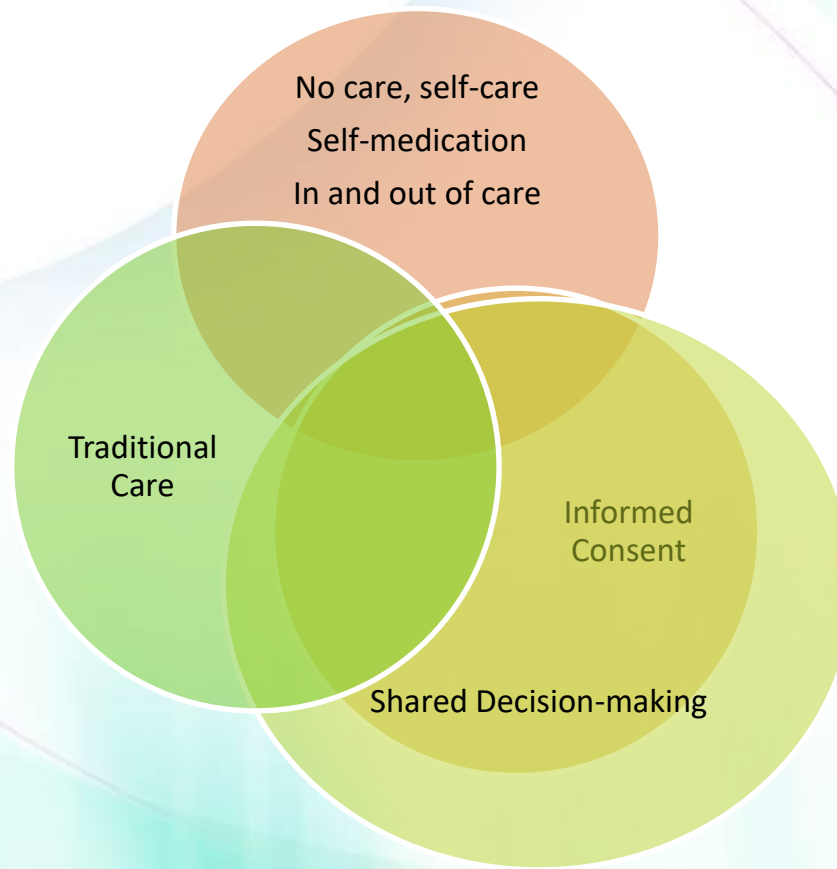 No care, self-care
Self-medication
In and out of care
Traditional
Care
Informed
Consent
Shared Decision-making